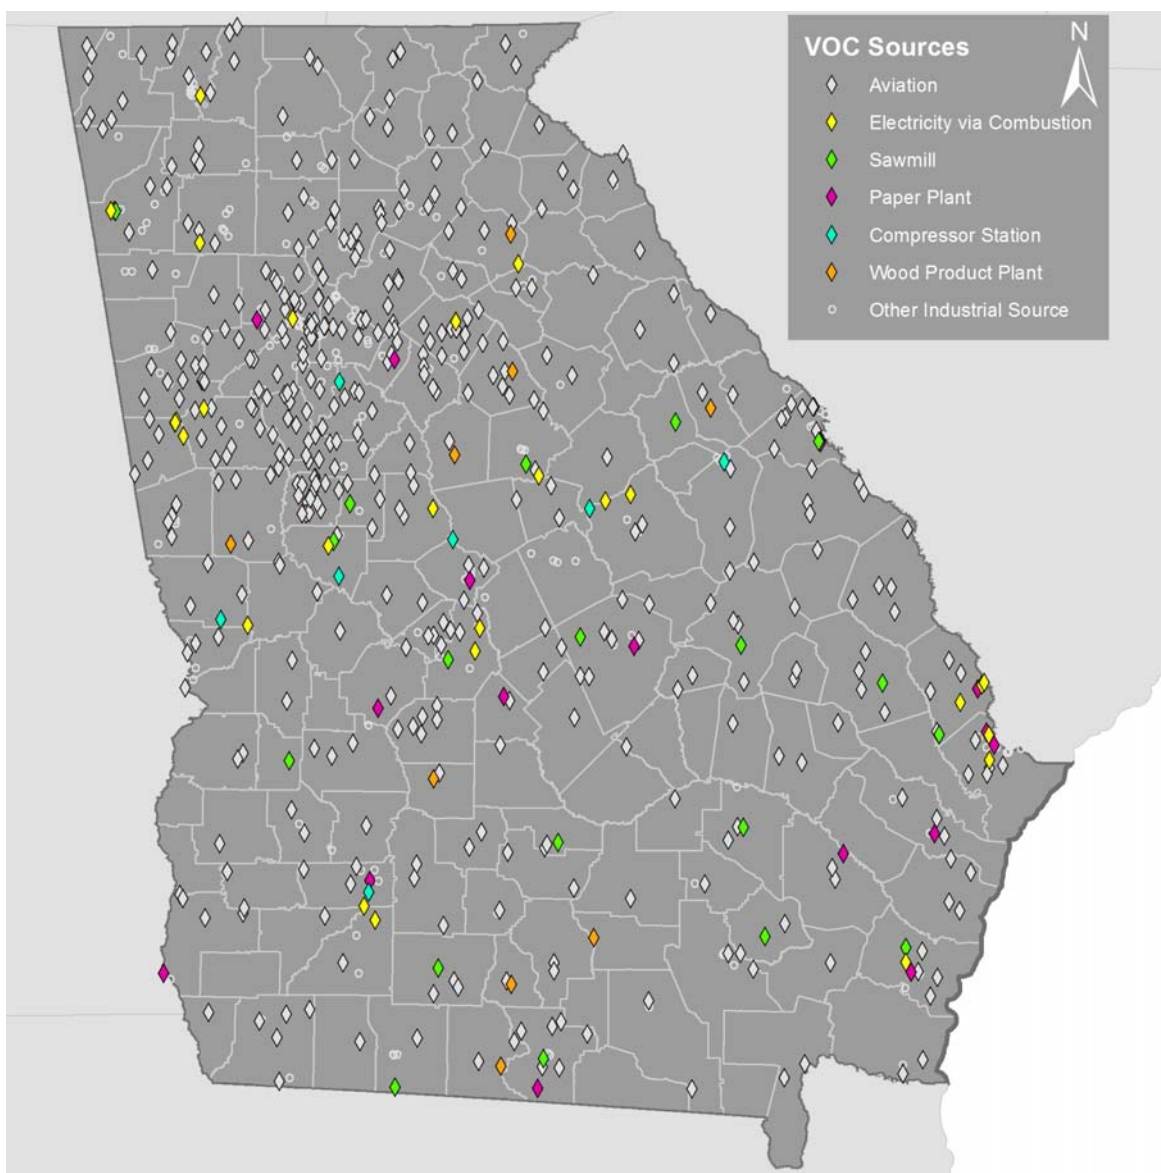 VOC Sources
N
Aviation
Electricity via Combustion
Sawmill
Paper Plant
Compressor Station
Wood Product Plant
Other Industrial Source